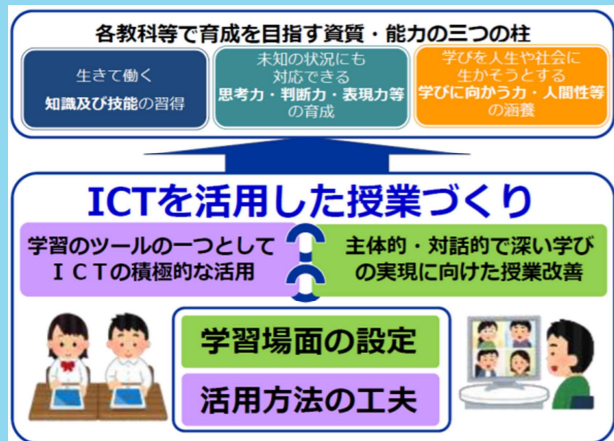 各教科等で育成を目指す資質・能力の三つの柱
生きて働く
知識及び技能の習得
未知の状況にも
対応できる
思考力・判断力・表現力等
の育成
学びを人生や社会に
生かそうとする
学びに向かう力・人間性等
の涵養
ICTを活用した授業づくり
学習のツールの一つとして
ＩＣＴの積極的な活用
主体的・対話的で深い学び
の実現に向けた授業改善
学習場面の設定
活用方法の工夫